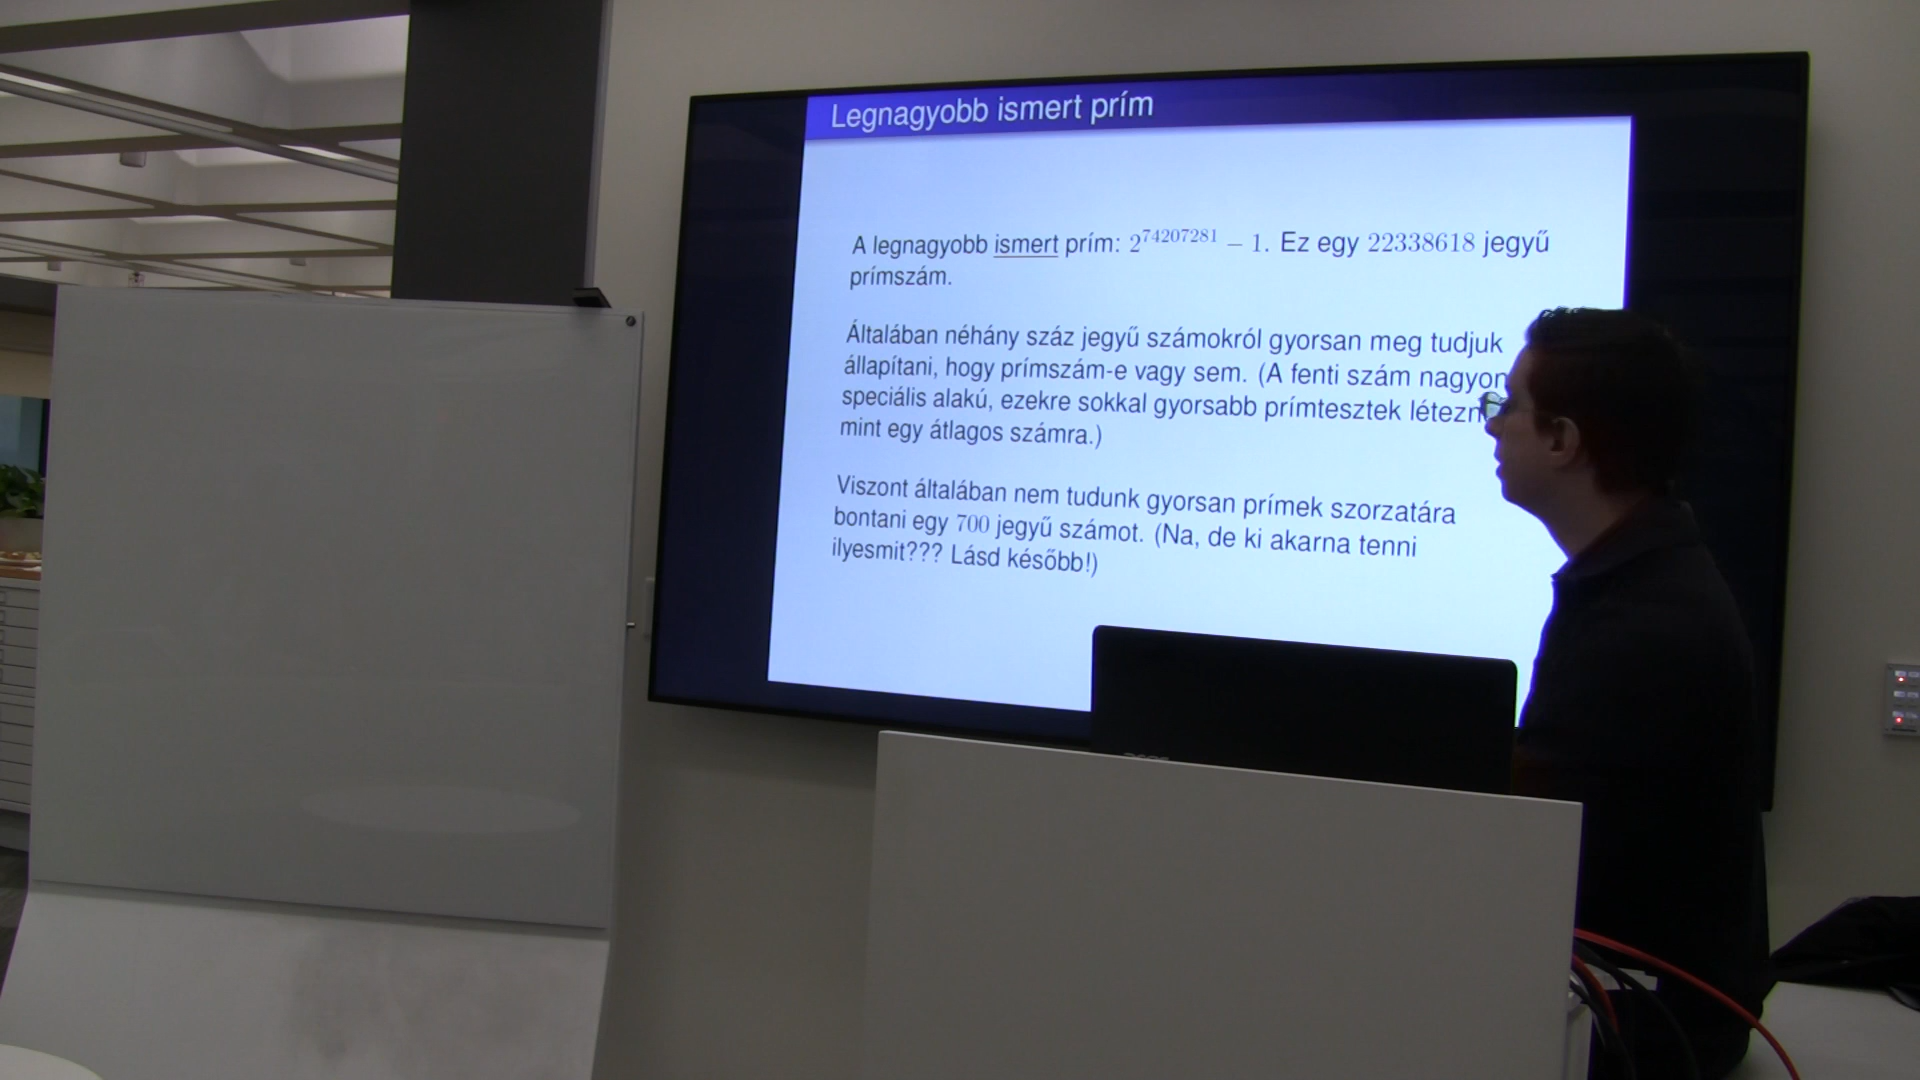 Legnagyobb ismert prím
A legnagyobb ismert prím: 2^74207281 − 1. Ez egy 22338618 jegyű
prímszám.
Általában néhány száz jegyű számokról gyorsan meg tudjuk
állapítani, hogy prímszám-e vagy sem. (A fenti szám nagyon
speciális alakú, ezekre sokkal gyorsabb prímtesztek
mint egy átlagos számra.)
Viszont általában nem tudunk gyorsan prímek szorzatára
bontani egy 700 jegyű számot. (Na, de ki akarna tenni
ilyesmit??? Lásd később!)